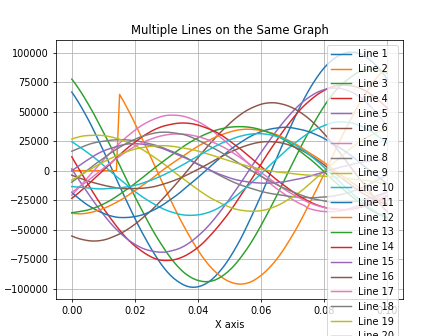 Multiple Lines on the Same Graph
100000
75000
50000
25000
0
−25000
−50000
−75000
−100000
0.00
0.02
0.04
0.06
X axis
Line 1
Line 2
Line 3
Line 4
Line 5
Line 6
Line 7
Line 8
Line 9
Line 10
Line 11
Line 12
Line 13
Line 14
Line 15
Line 16
Line 17
Line 18
Line 19
Line 20